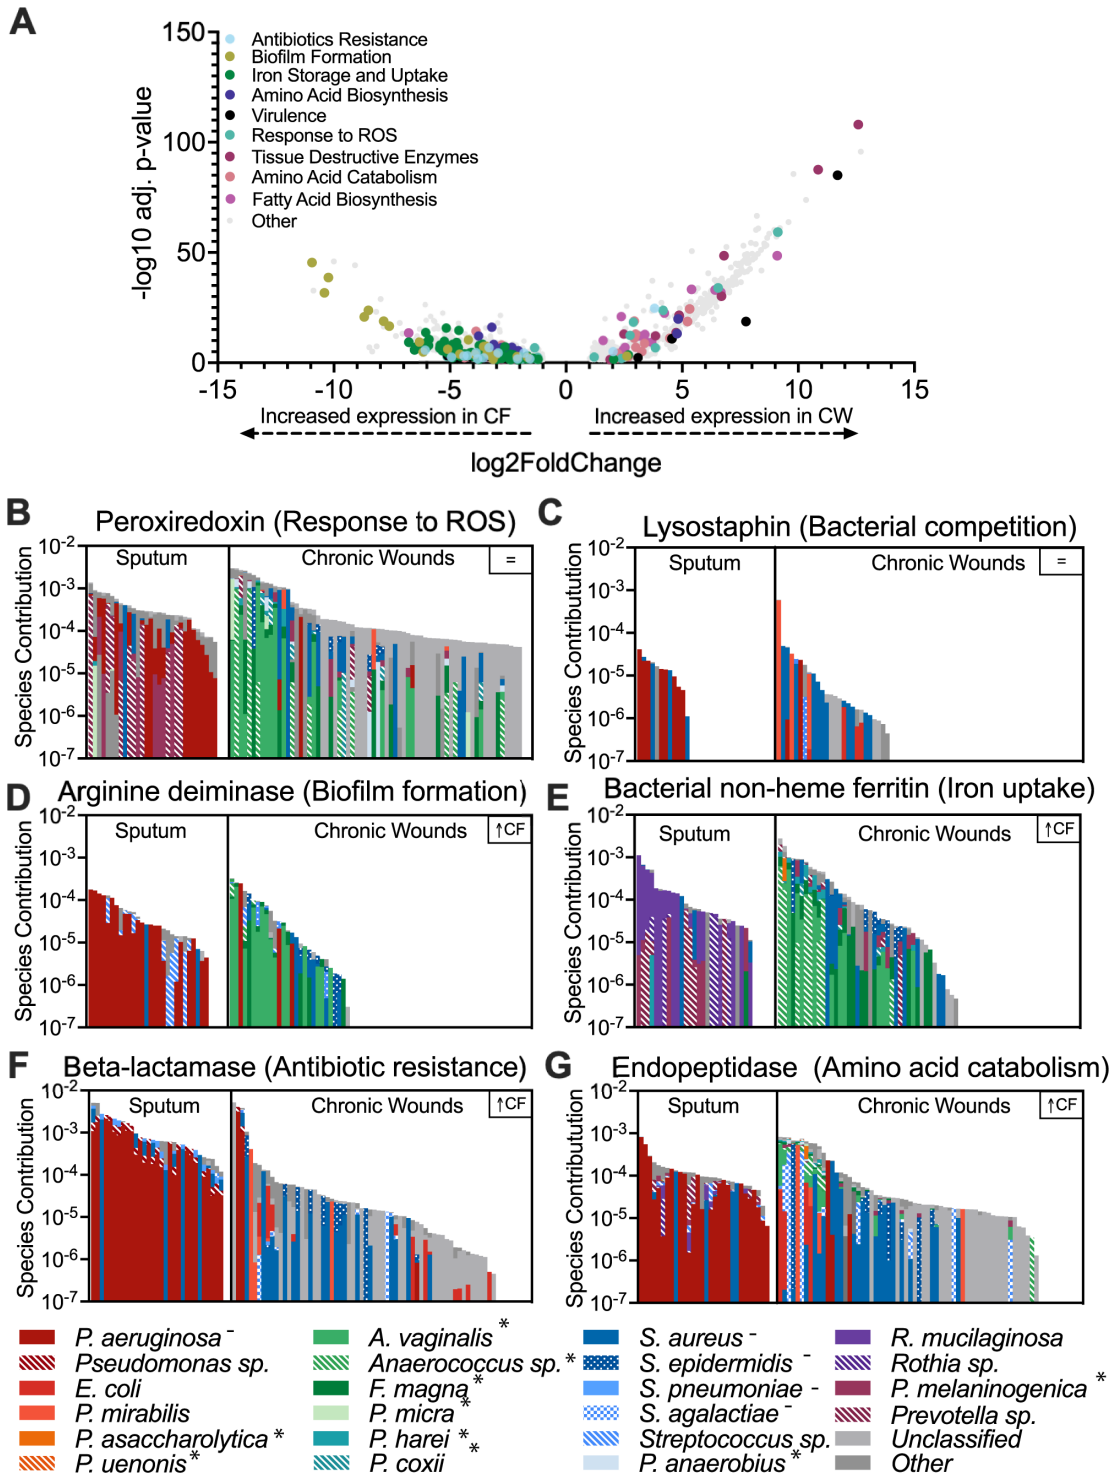 A
150
100
50
0
-log10 adj. p-value
Antibiotics Resistance
Biofilm Formation
Iron Storage and Uptake
Amino Acid Biosynthesis
Virulence
Response to ROS
Tissue Destructive Enzymes
Amino Acid Catabolism
Fatty Acid Biosynthesis
Other
-15 -10 -5 0 5 10 15
Increased expression in CF Increased expression in CW
log2FoldChange
B
Peroxiredoxin (Response to ROS)
Sputum Chronic Wounds =
Species Contribution
10-2
10-3
10-4
10-5
10-6
10-7
C
Lysostaphin (Bacterial competition)
Sputum Chronic Wounds =
Species Contributution
10-2
10-3
10-4
10-5
10-6
10-7
D
Arginine deiminase (Biofilm formation)
Sputum Chronic Wounds ↑CF
Species Contribution
10-2
10-3
10-4
10-5
10-6
10-7
E
Bacterial non-heme ferritin (Iron uptake)
Sputum Chronic Wounds ↑CF
Species Contribution
10-2
10-3
10-4
10-5
10-6
10-7
F
Beta-lactamase (Antibiotic resistance)
Sputum Chronic Wounds ↑CF
Species Contribution
10-2
10-3
10-4
10-5
10-6
10-7
G
Endopeptidase (Amino acid catabolism)
Sputum Chronic Wounds ↑CF
Species Contributution
10-2
10-3
10-4
10-5
10-6
10-7
P. aeruginosa -
Pseudomonas sp.
E. coli
P. mirabilis
P. asaccharolytica *
P. uenonis *
A. vaginalis *
Anaerococcus sp. *
F. magna *
P. micra *
P. harei *
P. coxii *
S. aureus -
S. epidermidis -
S. pneumoniae -
S. agalactiae -
Streptococcus sp.
P. anaerobius *
R. mucilaginosa
Rothia sp.
P. melaninogenica *
Prevotella sp.
Unclassified
Other